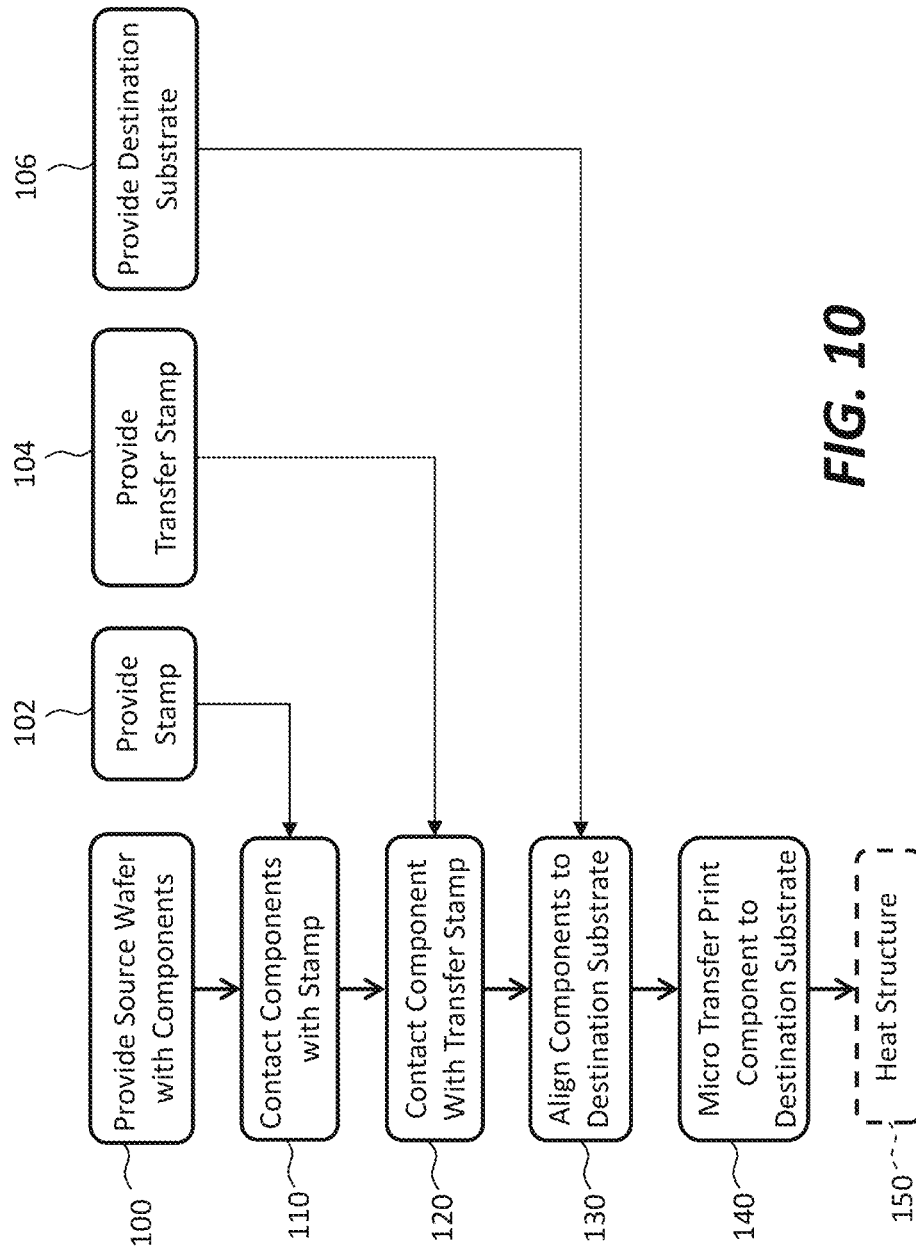 100
Provide Source Wafer
with Components
102
Provide
Stamp
104
Provide
Transfer Stamp
106
Provide Destination
Substrate
110
Contact Components
with Stamp
120
Contact Component
With Transfer Stamp
130
Align Components to
Destination Substrate
140
Micro Transfer Print
Component to
Destination Substrate
150
Heat Structure
FIG. 10